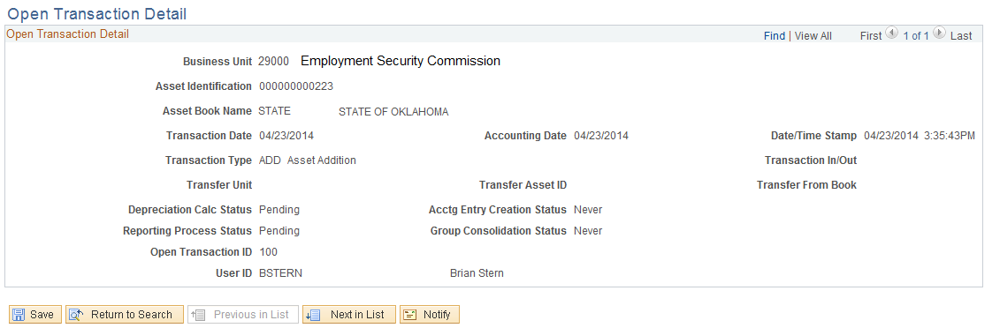 Open Transaction Detail
Open Transaction Detail Find | View All First 1 of 1 Last
Business Unit 29000 Employment Security Commission
Asset Identification 000000000223
Asset Book Name STATE STATE OF OKLAHOMA
Transaction Date 04/23/2014 Accounting Date 04/23/2014 Date/Time Stamp 04/23/2014 3:35:43PM
Transaction Type ADD Asset Addition Transaction In/Out
Transfer Unit Transfer Asset ID Transfer From Book
Depreciation Calc Status Pending Acctg Entry Creation Status Never
Reporting Process Status Pending Group Consolidation Status Never
Open Transaction ID 100
User ID BSTERN Brian Stern
Save Return to Search Previous in List Next in List Notify